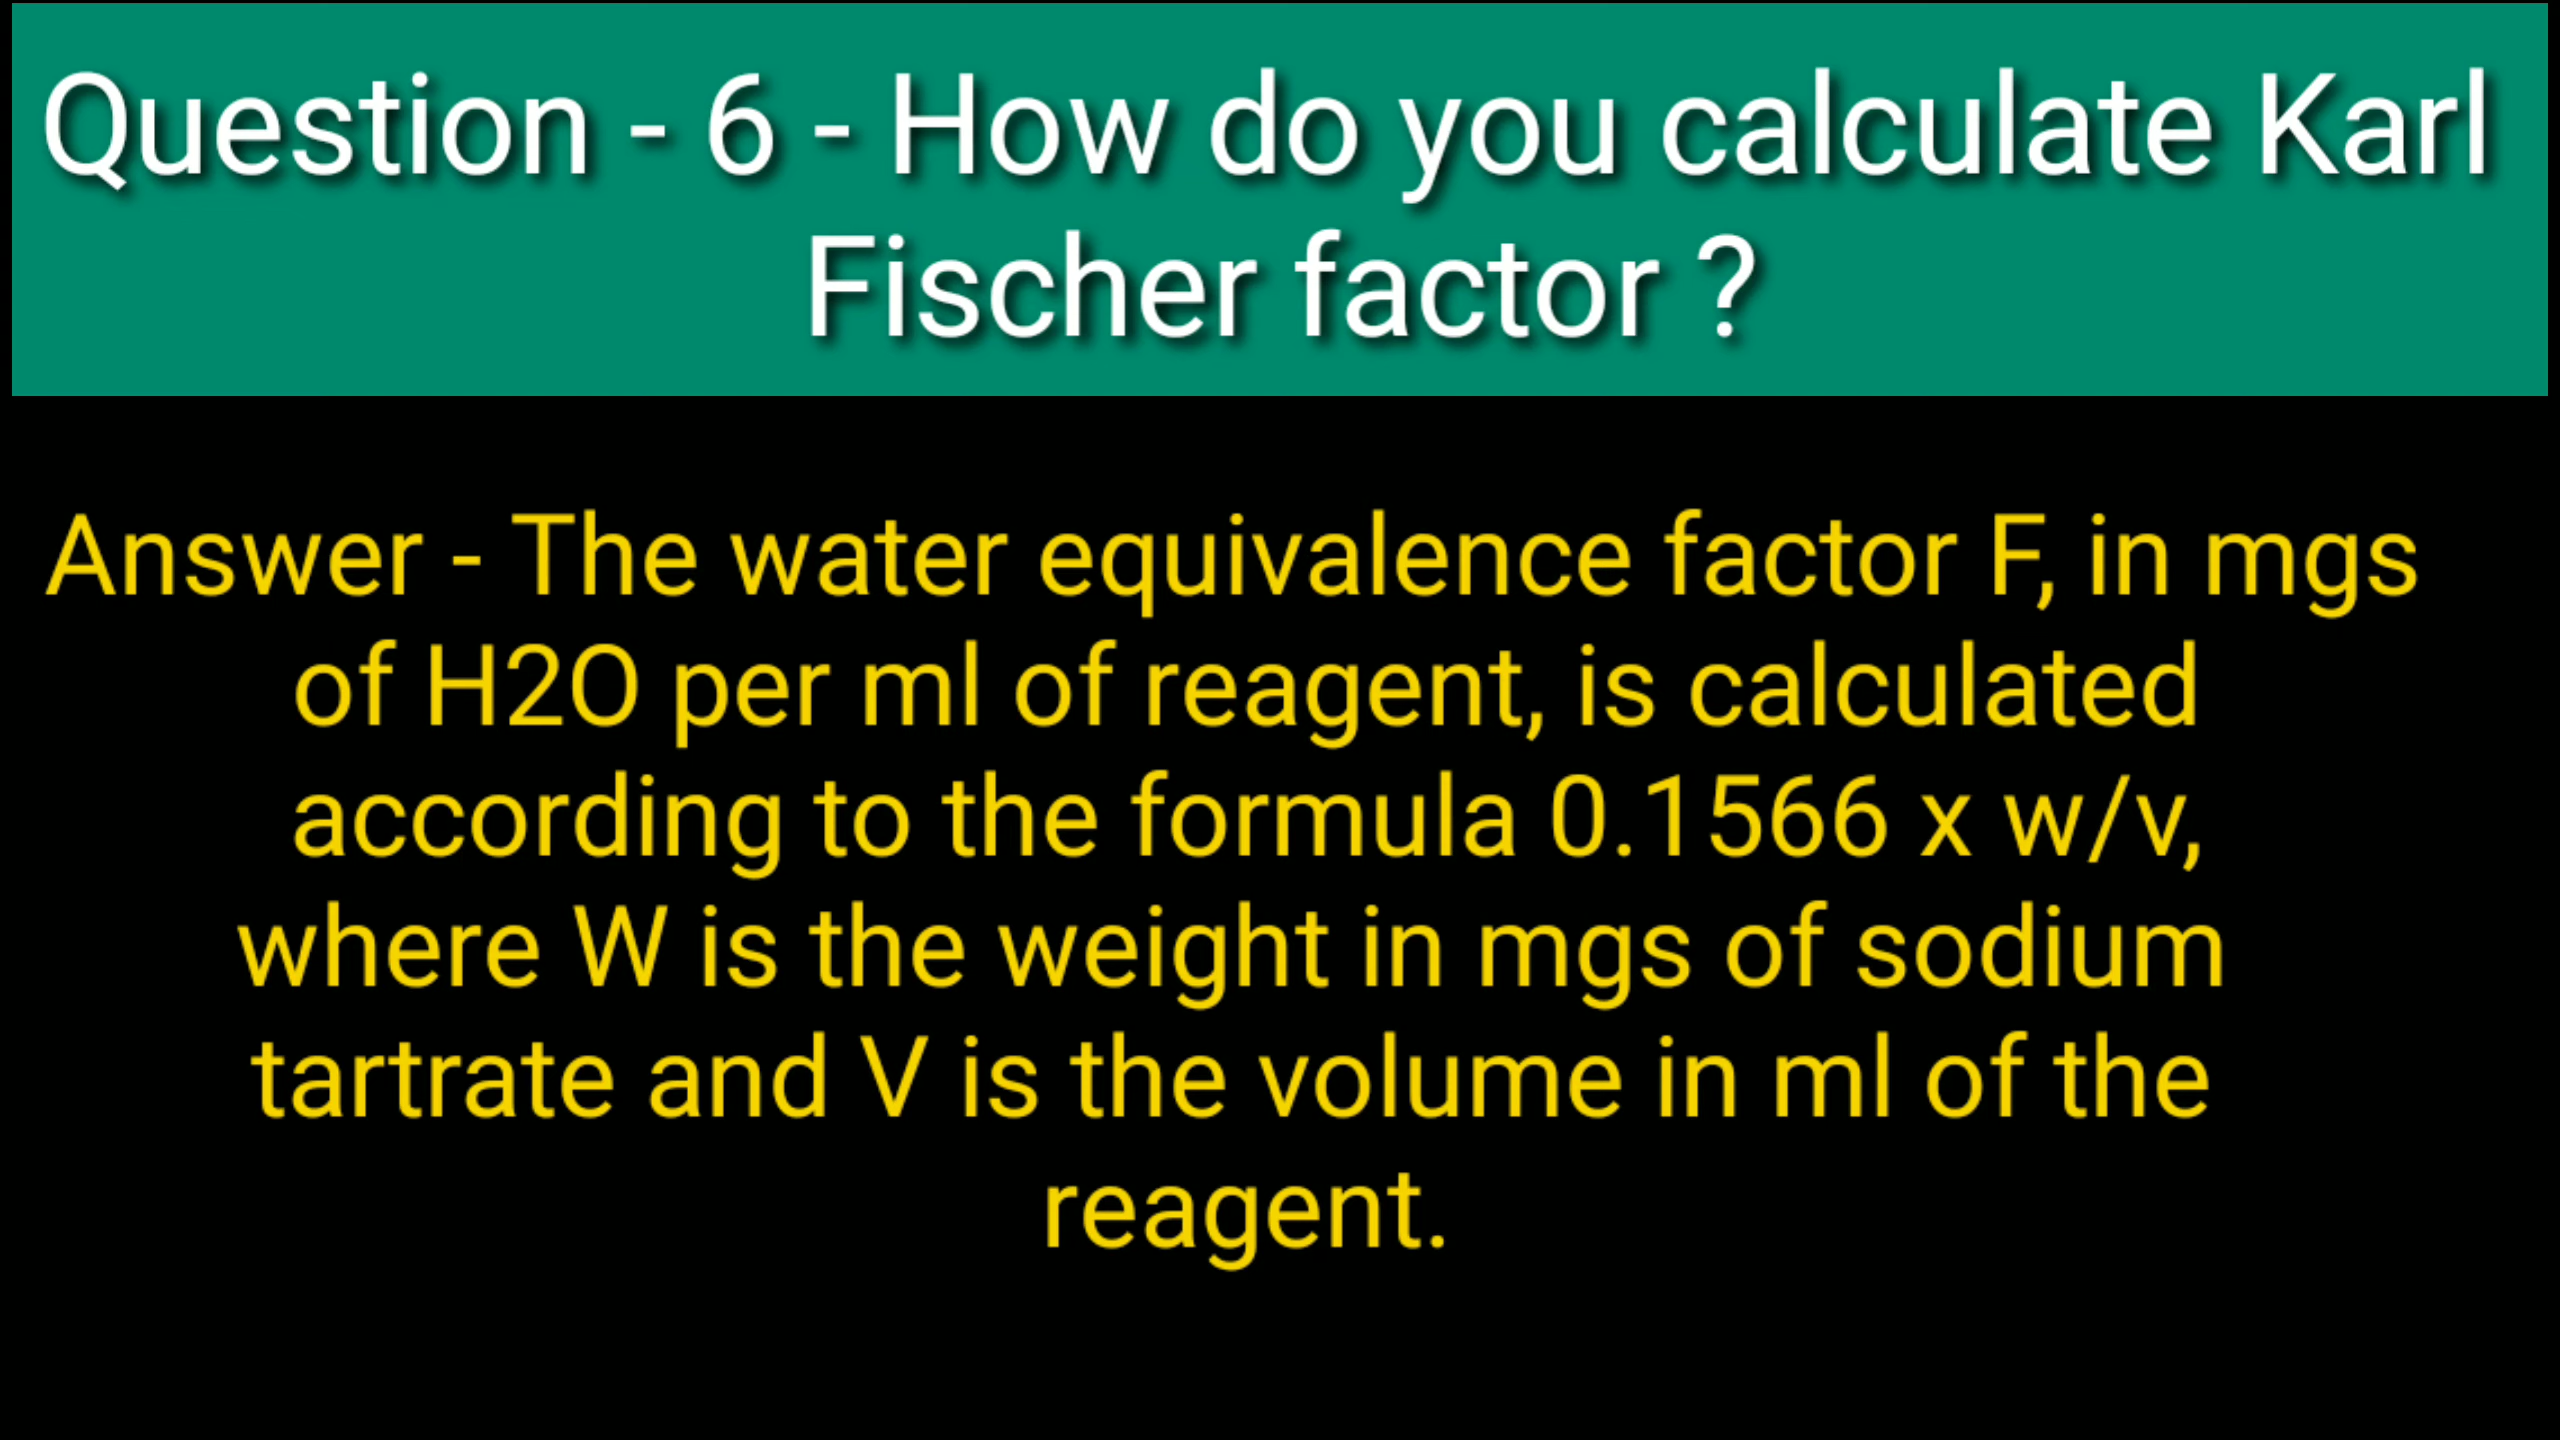 Question - 6 - How do you calculate Karl
Fischer factor ?
Answer - The water equivalence factor F, in mgs
of H2O per ml of reagent, is calculated
according to the formula 0.1566 x w/v,
where W is the weight in mgs of sodium
tartrate and V is the volume in ml of the
reagent.